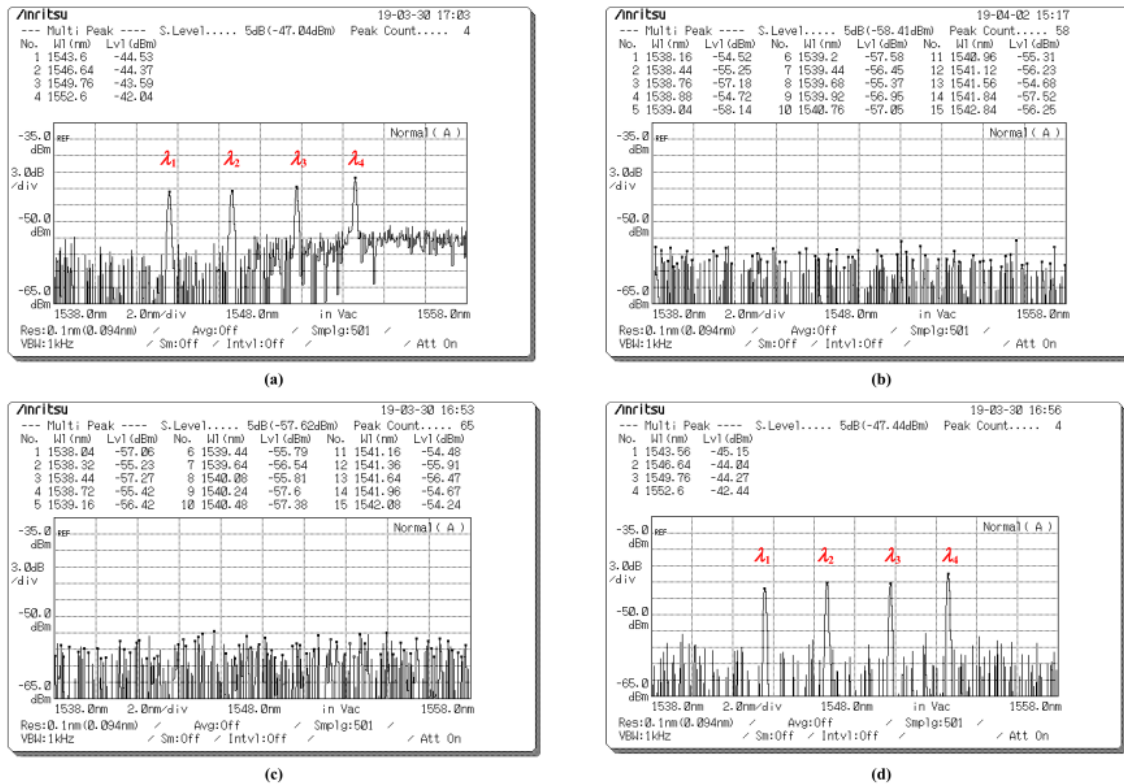 /Inritsu 19-03-30 17:03
--- Multi Peak ---- S.Level..... 5dB(-47.04dBm) Peak Count..... 4
No. Wl(nm) Lvl(dBm)
1 1543.6 -44.53
2 1546.64 -44.37
3 1549.76 -43.59
4 1552.6 -42.04
-35.0 dBm REF Normal(A)
λ1 λ2 λ3 λ4
3.0dB /div
-50.0 dBm
-65.0 dBm
1538.0nm 2.0nm/div 1548.0nm in Vac 1558.0nm
Res:0.1nm(0.094nm) / Avg:Off / Smplg:501 /
VBW:1kHz / Sm:Off / Intvl:Off / / Att On
(a)
/Inritsu 19-04-02 15:17
--- Multi Peak ---- S.Level..... 5dB(-58.41dBm) Peak Count..... 58
No. Wl(nm) Lvl(dBm) No. Wl(nm) Lvl(dBm) No. Wl(nm) Lvl(dBm)
1 1538.16 -54.52 6 1539.2 -57.58 11 1540.96 -55.31
2 1538.44 -55.25 7 1539.44 -56.45 12 1541.12 -56.23
3 1538.76 -57.18 8 1539.68 -55.37 13 1541.56 -54.68
4 1538.88 -54.72 9 1539.92 -56.95 14 1541.84 -57.52
5 1539.04 -58.14 10 1540.76 -57.05 15 1542.84 -56.25
-35.0 dBm REF Normal(A)
3.0dB /div
-50.0 dBm
-65.0 dBm
1538.0nm 2.0nm/div 1548.0nm in Vac 1558.0nm
Res:0.1nm(0.094nm) / Avg:Off / Smplg:501 /
VBW:1kHz / Sm:Off / Intvl:Off / / Att On
(b)
/Inritsu 19-03-30 16:53
--- Multi Peak ---- S.Level..... 5dB(-57.62dBm) Peak Count..... 65
No. Wl(nm) Lvl(dBm) No. Wl(nm) Lvl(dBm) No. Wl(nm) Lvl(dBm)
1 1538.04 -57.06 6 1539.44 -55.79 11 1541.16 -54.48
2 1538.32 -55.23 7 1539.64 -56.54 12 1541.36 -55.91
3 1538.44 -57.27 8 1540.08 -55.81 13 1541.64 -56.47
4 1538.72 -55.42 9 1540.24 -57.6 14 1541.96 -54.67
5 1539.16 -56.42 10 1540.48 -57.38 15 1542.08 -54.24
-35.0 dBm REF Normal(A)
3.0dB /div
-50.0 dBm
-65.0 dBm
1538.0nm 2.0nm/div 1548.0nm in Vac 1558.0nm
Res:0.1nm(0.094nm) / Avg:Off / Smplg:501 /
VBW:1kHz / Sm:Off / Intvl:Off / / Att On
(c)
/Inritsu 19-03-30 16:56
--- Multi Peak ---- S.Level..... 5dB(-47.44dBm) Peak Count..... 4
No. Wl(nm) Lvl(dBm)
1 1543.56 -45.15
2 1546.64 -44.04
3 1549.76 -44.27
4 1552.6 -42.44
-35.0 dBm REF Normal(A)
λ1 λ2 λ3 λ4
3.0dB /div
-50.0 dBm
-65.0 dBm
1538.0nm 2.0nm/div 1548.0nm in Vac 1558.0nm
Res:0.1nm(0.094nm) / Avg:Off / Smplg:501 /
VBW:1kHz / Sm:Off / Intvl:Off / / Att On
(d)